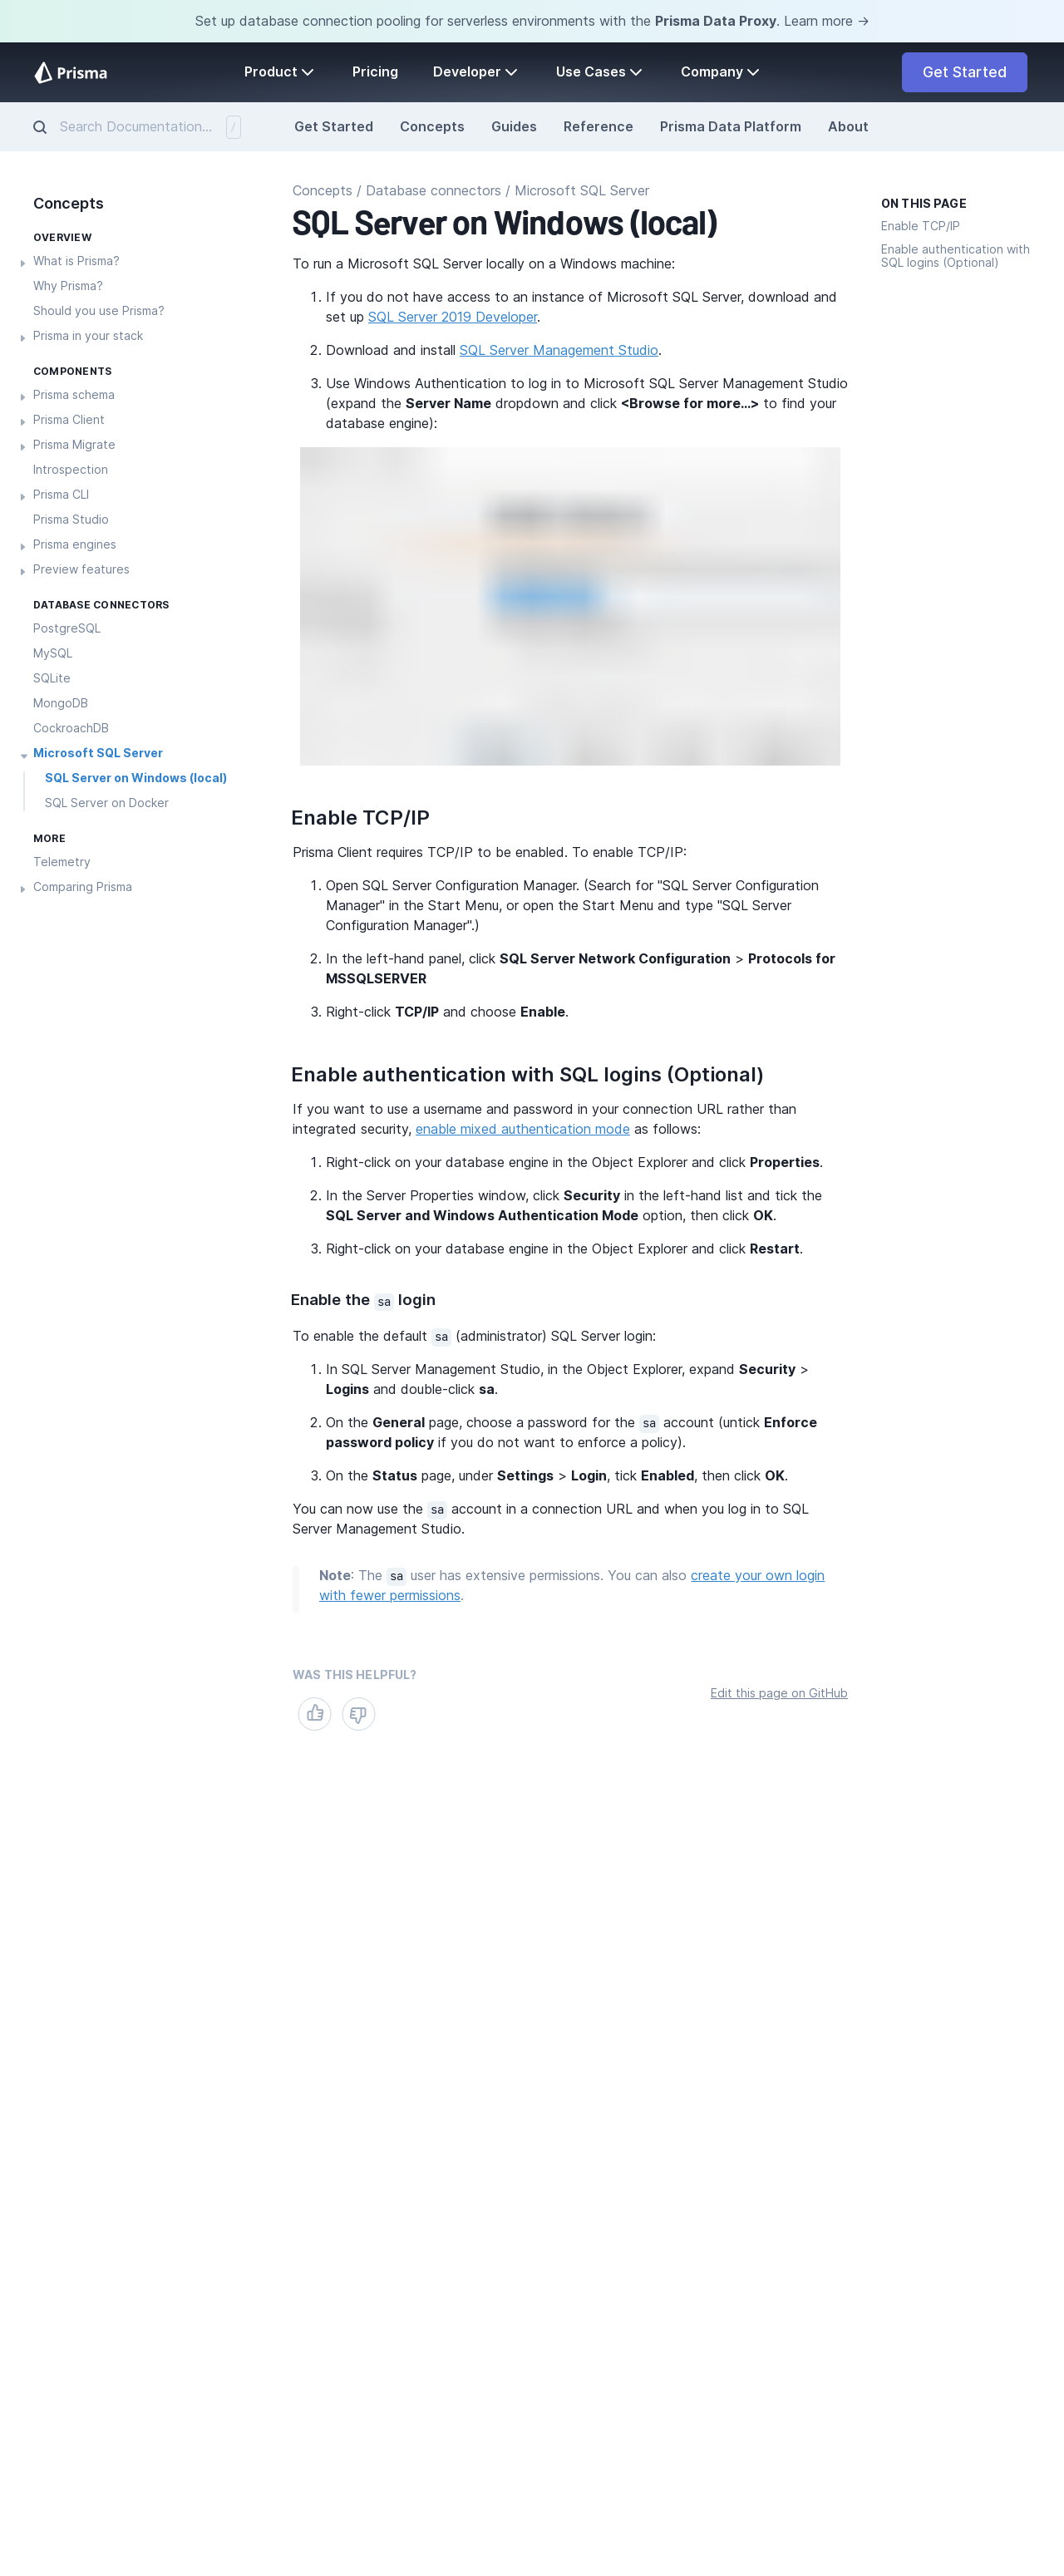 Set up database connection pooling for serverless environments with the Prisma Data Proxy. Learn more →
Prisma
Product
Pricing
Developer
Use Cases
Company
Get Started
Search Documentation...
/
Get Started
Concepts
Guides
Reference
Prisma Data Platform
About
Concepts
OVERVIEW
What is Prisma?
Why Prisma?
Should you use Prisma?
Prisma in your stack
COMPONENTS
Prisma schema
Prisma Client
Prisma Migrate
Introspection
Prisma CLI
Prisma Studio
Prisma engines
Preview features
DATABASE CONNECTORS
PostgreSQL
MySQL
SQLite
MongoDB
CockroachDB
Microsoft SQL Server
SQL Server on Windows (local)
SQL Server on Docker
MORE
Telemetry
Comparing Prisma
Concepts / Database connectors / Microsoft SQL Server
SQL Server on Windows (local)
To run a Microsoft SQL Server locally on a Windows machine:
1. If you do not have access to an instance of Microsoft SQL Server, download and
set up SQL Server 2019 Developer.
2. Download and install SQL Server Management Studio.
3. Use Windows Authentication to log in to Microsoft SQL Server Management Studio
(expand the Server Name dropdown and click <Browse for more...> to find your
database engine):
Enable TCP/IP
Prisma Client requires TCP/IP to be enabled. To enable TCP/IP:
1. Open SQL Server Configuration Manager. (Search for "SQL Server Configuration
Manager" in the Start Menu, or open the Start Menu and type "SQL Server
Configuration Manager".)
2. In the left-hand panel, click SQL Server Network Configuration > Protocols for
MSSQLSERVER
3. Right-click TCP/IP and choose Enable.
Enable authentication with SQL logins (Optional)
If you want to use a username and password in your connection URL rather than
integrated security, enable mixed authentication mode as follows:
1. Right-click on your database engine in the Object Explorer and click Properties.
2. In the Server Properties window, click Security in the left-hand list and tick the
SQL Server and Windows Authentication Mode option, then click OK.
3. Right-click on your database engine in the Object Explorer and click Restart.
Enable the sa login
To enable the default sa (administrator) SQL Server login:
1. In SQL Server Management Studio, in the Object Explorer, expand Security >
Logins and double-click sa.
2. On the General page, choose a password for the sa account (untick Enforce
password policy if you do not want to enforce a policy).
3. On the Status page, under Settings > Login, tick Enabled, then click OK.
You can now use the sa account in a connection URL and when you log in to SQL
Server Management Studio.
Note: The sa user has extensive permissions. You can also create your own login
with fewer permissions.
WAS THIS HELPFUL?
Edit this page on GitHub
ON THIS PAGE
Enable TCP/IP
Enable authentication with
SQL logins (Optional)